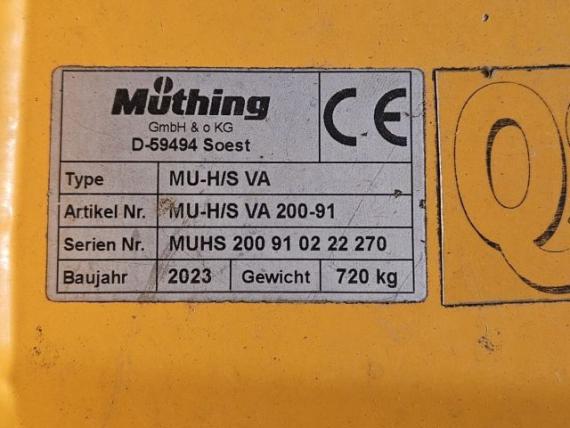 Müthing
GmbH & o KG
D-59494 Soest
CE
Type MU-H/S VA
Artikel Nr. MU-H/S VA 200-91
Serien Nr. MUHS 200 91 02 22 270
Baujahr 2023 Gewicht 720 kg